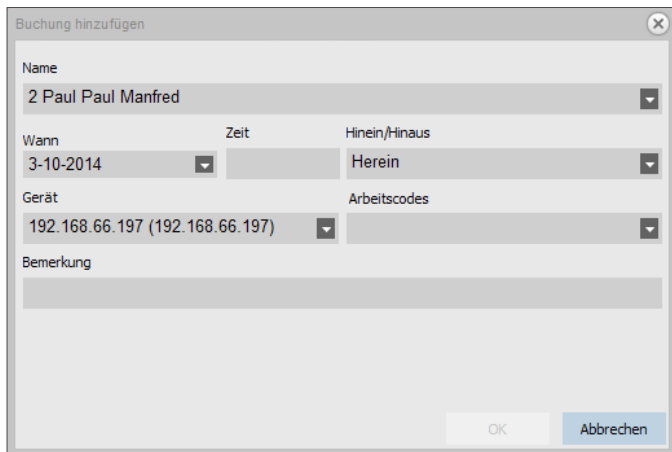 Buchung hinzufügen
Name
2 Paul Paul Manfred
Wann Zeit Hinein/Hinaus
3-10-2014 Herein
Gerät Arbeitscodes
192.168.66.197 (192.168.66.197)
Bemerkung
OK Abbrechen